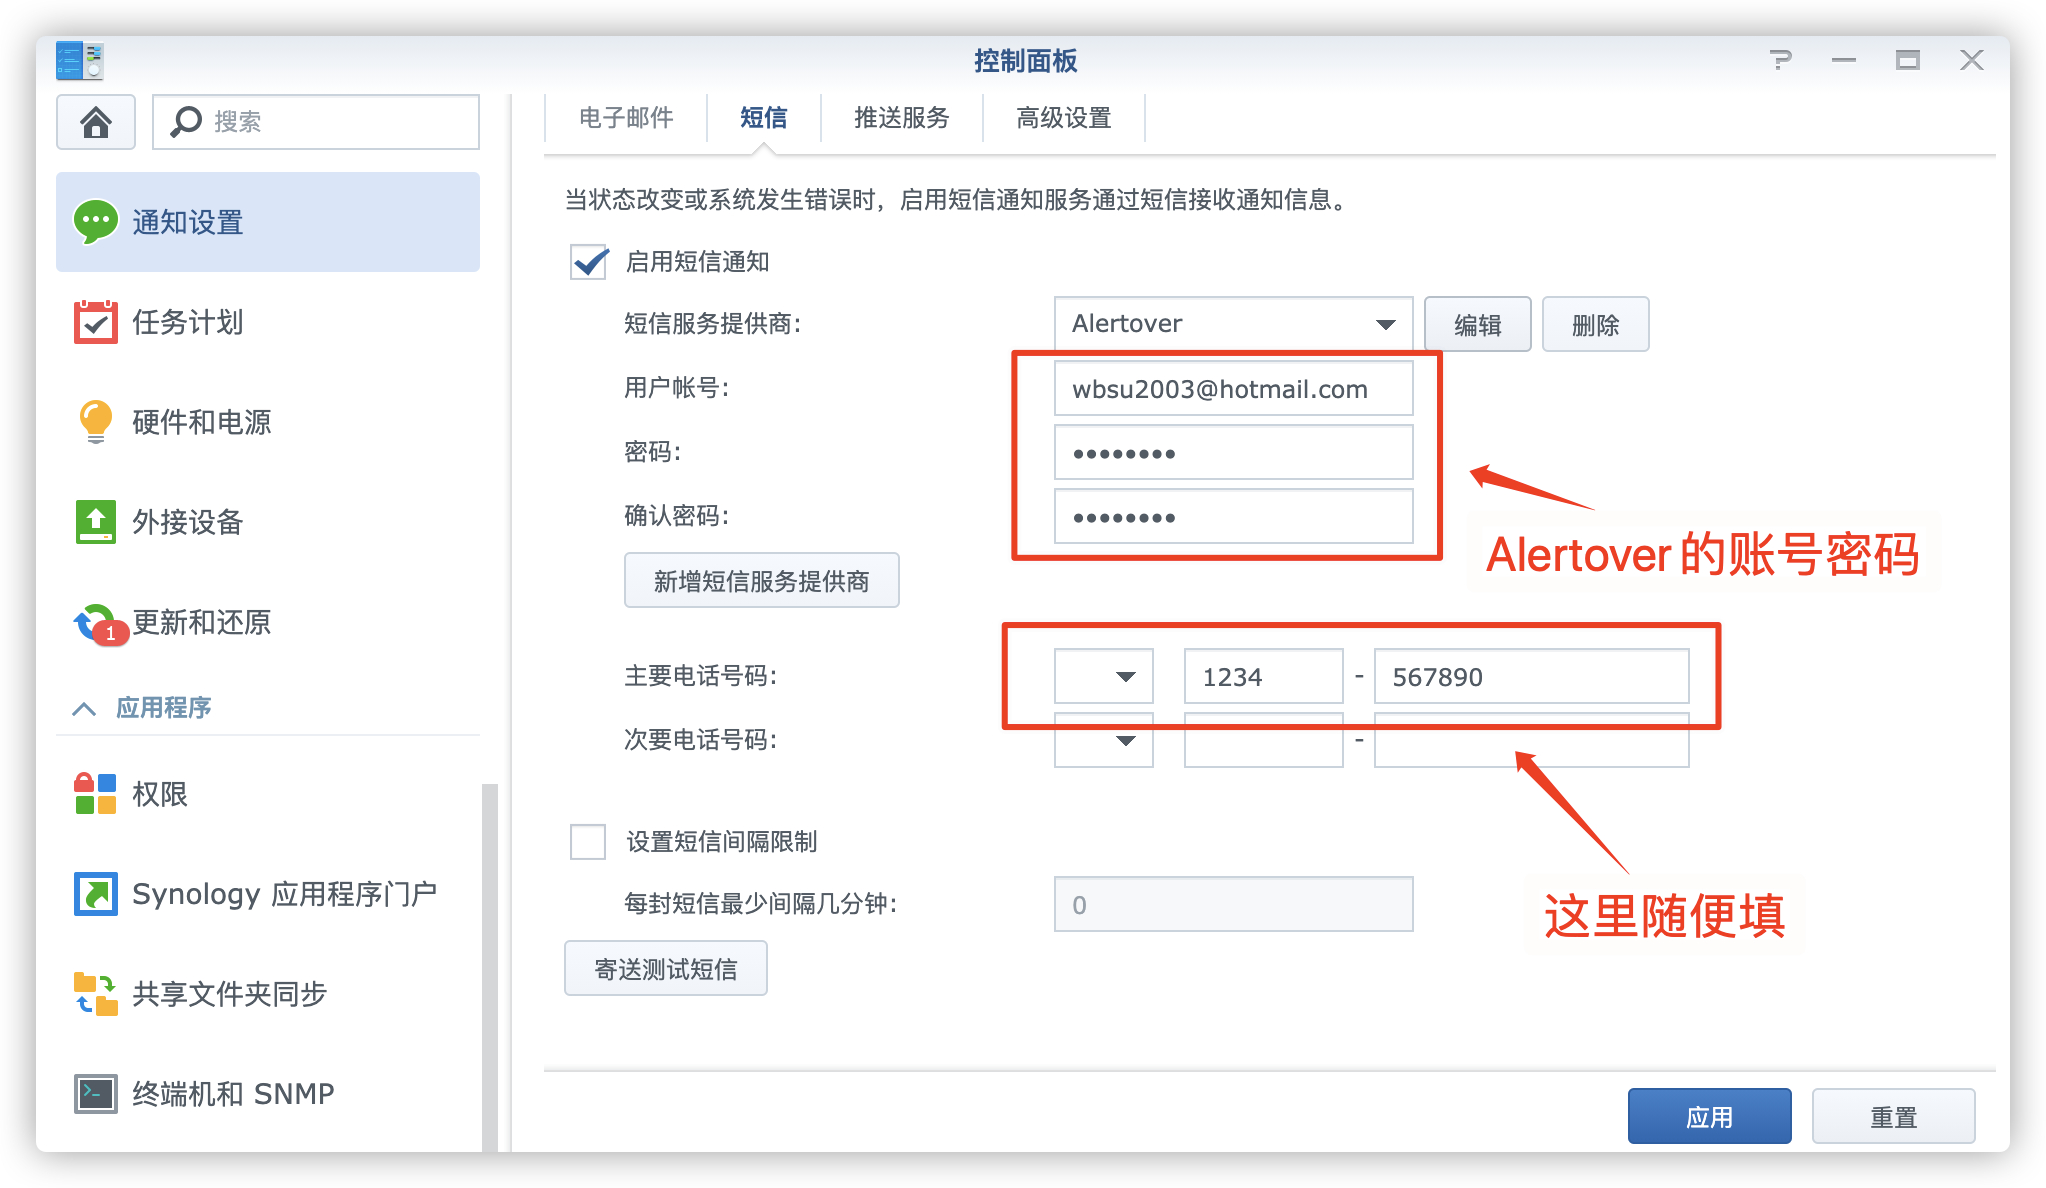 控制面板
搜索
通知设置
任务计划
硬件和电源
外接设备
1
更新和还原
应用程序
权限
Synology 应用程序门户
共享文件夹同步
终端机和 SNMP
电子邮件
短信
推送服务
高级设置
当状态改变或系统发生错误时，启用短信通知服务通过短信接收通知信息。
启用短信通知
短信服务提供商: Alertover 编辑 删除
用户帐号: wbsu2003@hotmail.com
密码: ••••••••
确认密码: ••••••••
Alertover 的账号密码
新增短信服务提供商
主要电话号码: 1234 - 567890
次要电话号码: -
设置短信间隔限制
每封短信最少间隔几分钟: 0
这里随便填
寄送测试短信
应用 重置